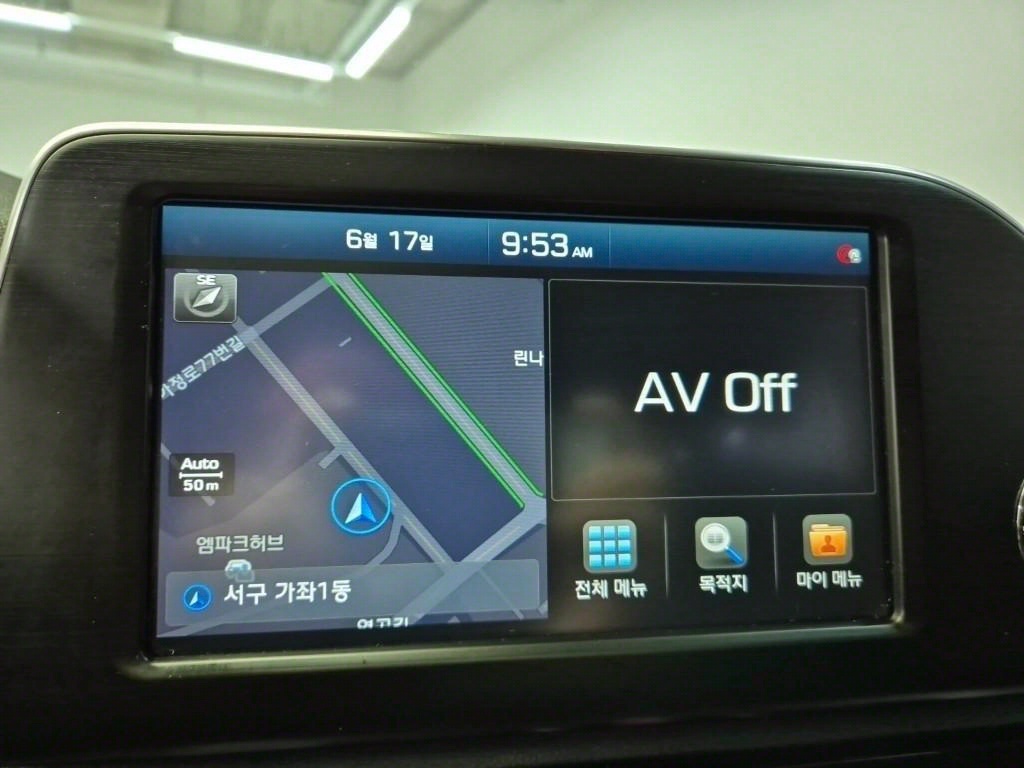 6월 17일
9:53 AM
SE
가정로77번길
린나
AV Off
Auto
50 m
엠파크허브
서구 가좌1동
전체 메뉴
목적지
마이 메뉴